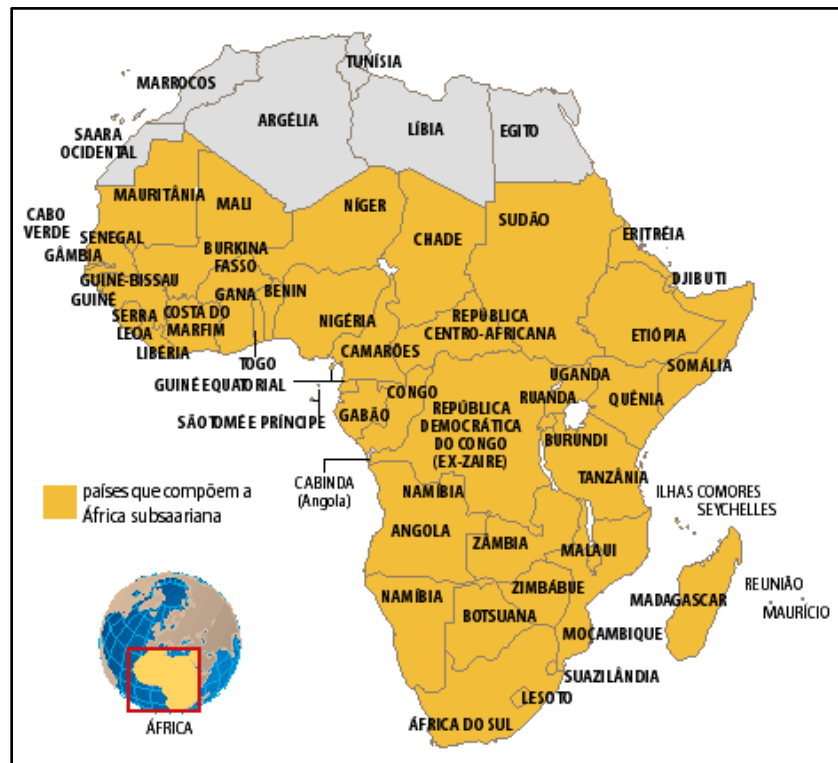 TUNÍSIA
MARROCOS
ARGÉLIA
LÍBIA
EGITO
SAARA
OCIDENTAL
MAURITÂNIA
MALI
NÍGER
CHADE
SUDÃO
ERITRÉIA
CABO
VERDE
SENEGAL
GÂMBIA
BURKINA
FASSO
DJIBUTI
GUINÉ-BISSAU
GUINÉ
GANA
BENIN
NIGÉRIA
REPÚBLICA
CENTRO-AFRICANA
ETIÓPIA
SERRA
LEOA
COSTA DO
MARFIM
LIBÉRIA
TOGO
CAMARÕES
SOMÁLIA
GUINÉ EQUATORIAL
UGANDA
QUÊNIA
CONGO
RUANDA
SÃO TOMÉ E PRÍNCIPE
GABÃO
REPÚBLICA
DEMOCRÁTICA
DO CONGO
(EX-ZAIRE)
BURUNDI
TANZÂNIA
CABINDA
(Angola)
NAMÍBIA
ILHAS COMORES
SEYCHELLES
países que compõem a
África subsaariana
ANGOLA
ZÂMBIA
MALAUI
NAMÍBIA
ZIMBÁBUE
BOTSUANA
MADAGASCAR
REUNIÃO
MAURÍCIO
MOÇAMBIQUE
SUAZILÂNDIA
LESOTO
ÁFRICA DO SUL
ÁFRICA